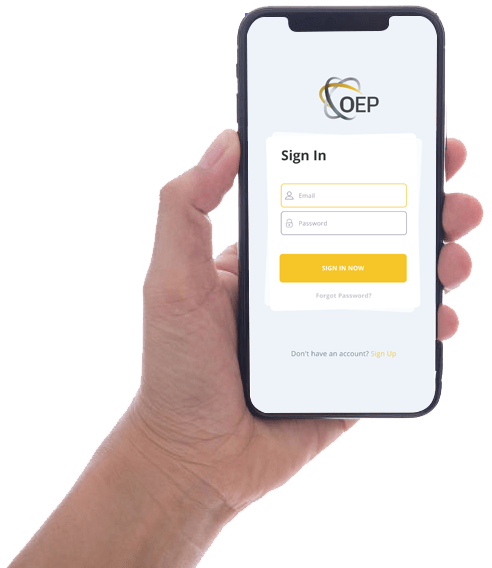 OEP
Sign In
Email
Password
SIGN IN NOW
Forgot Password?
Don't have an account? Sign Up